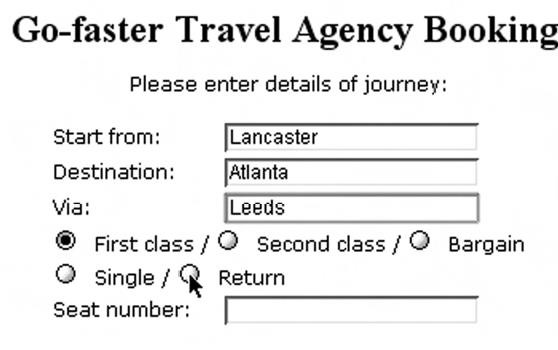 Go-faster Travel Agency Booking
Please enter details of journey:
Start from: Lancaster
Destination: Atlanta
Via: Leeds
First class / Second class / Bargain
Single / Return
Seat number: